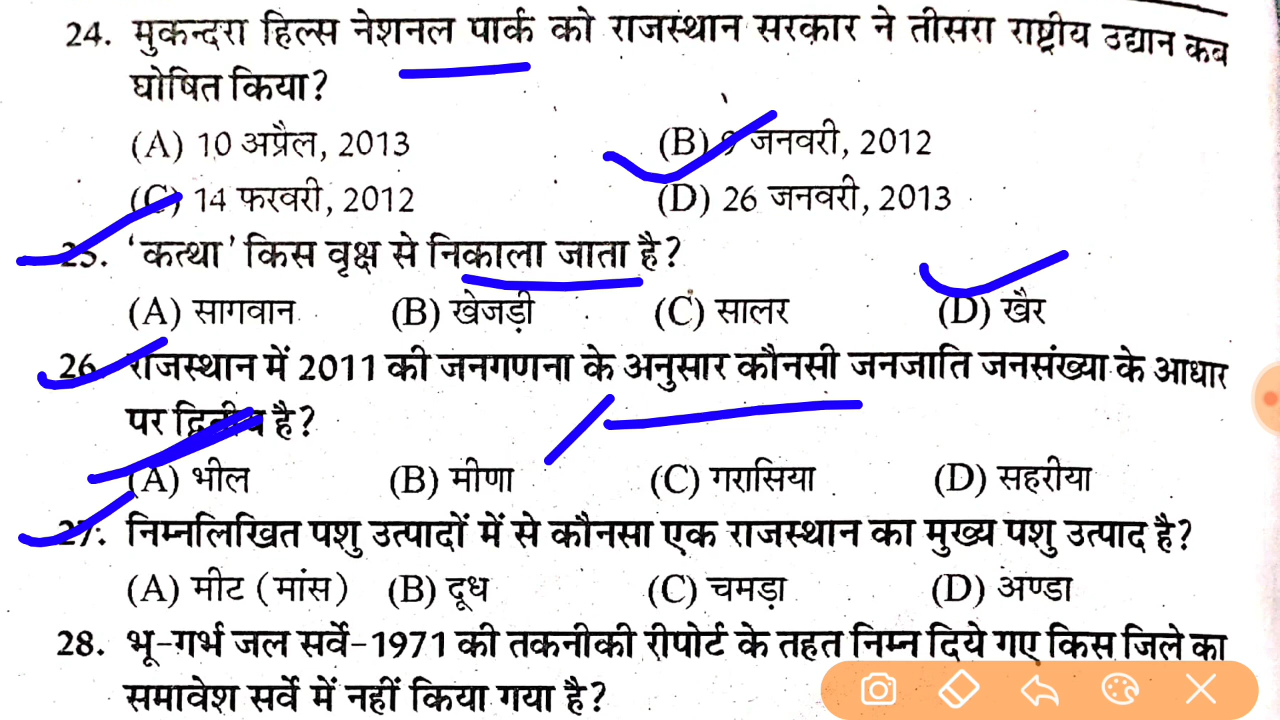 24. मुकन्दरा हिल्स नेशनल पार्क को राजस्थान सरकार ने तीसरा राष्ट्रीय उद्यान कब
घोषित किया?
(A) 10 अप्रैल, 2013 (B) 9 जनवरी, 2012
(C) 14 फरवरी, 2012 (D) 26 जनवरी, 2013
25. 'कत्था' किस वृक्ष से निकाला जाता है?
(A) सागवान (B) खेजड़ी (C) सालर (D) खैर
26. राजस्थान में 2011 की जनगणना के अनुसार कौनसी जनजाति जनसंख्या के आधार
पर द्वितीय है?
(A) भील (B) मीणा (C) गरासिया (D) सहरीया
27. निम्नलिखित पशु उत्पादों में से कौनसा एक राजस्थान का मुख्य पशु उत्पाद है?
(A) मीट (मांस) (B) दूध (C) चमड़ा (D) अण्डा
28. भू-गर्भ जल सर्वे-1971 की तकनीकी रीपोर्ट के तहत निम्न दिये गए किस जिले का
समावेश सर्वे में नहीं किया गया है?